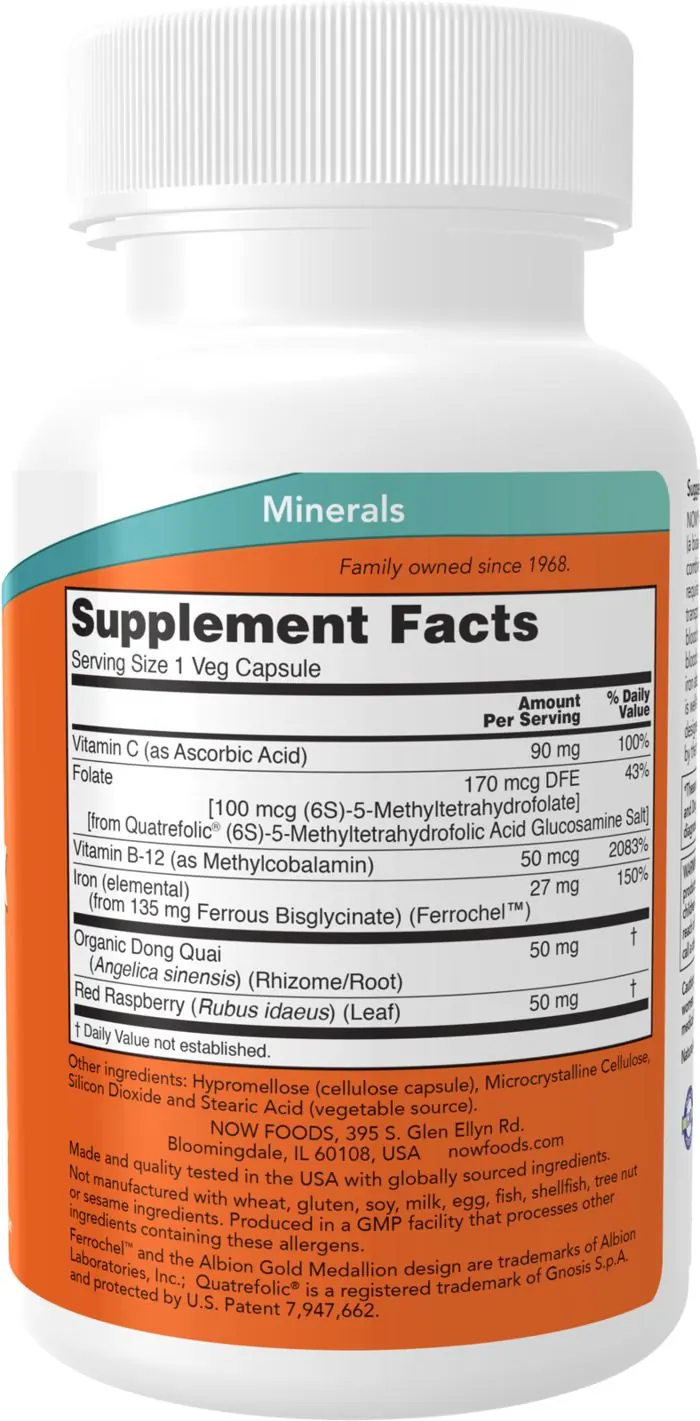 Minerals
Family owned since 1968.
Supplement Facts
Serving Size 1 Veg Capsule
Amount Per Serving
% Daily Value
Vitamin C (as Ascorbic Acid) 90 mg 100%
Folate 170 mcg DFE 43%
[100 mcg (6S)-5-Methyltetrahydrofolate]
[from Quatrefolic® (6S)-5-Methyltetrahydrofolic Acid Glucosamine Salt]
Vitamin B-12 (as Methylcobalamin) 50 mcg 2083%
Iron (elemental) 27 mg 150%
(from 135 mg Ferrous Bisglycinate) (Ferrochel™)
Organic Dong Quai 50 mg †
(Angelica sinensis) (Rhizome/Root)
Red Raspberry (Rubus idaeus) (Leaf) 50 mg †
† Daily Value not established.
Other ingredients: Hypromellose (cellulose capsule), Microcrystalline Cellulose,
Silicon Dioxide and Stearic Acid (vegetable source).
NOW FOODS, 395 S. Glen Ellyn Rd.
Bloomingdale, IL 60108, USA nowfoods.com
Made and quality tested in the USA with globally sourced ingredients.
Not manufactured with wheat, gluten, soy, milk, egg, fish, shellfish, tree nut
or sesame ingredients. Produced in a GMP facility that processes other
ingredients containing these allergens.
Ferrochel™ and the Albion Gold Medallion design are trademarks of Albion
Laboratories, Inc.; Quatrefolic® is a registered trademark of Gnosis S.p.A.
and protected by U.S. Patent 7,947,662.